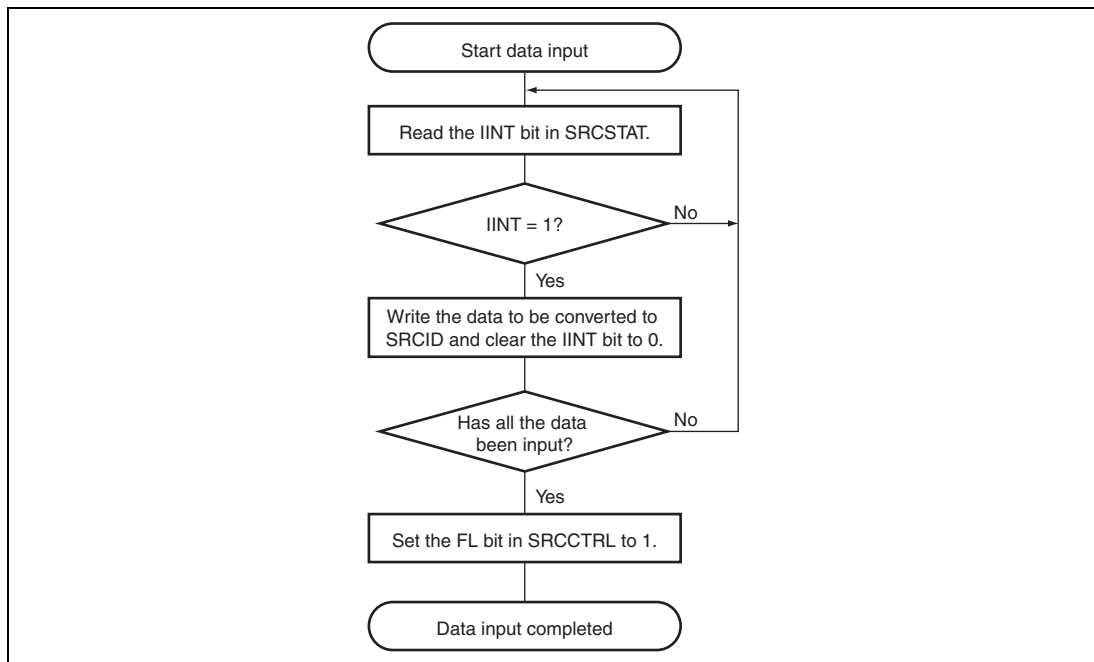 Start data input
Read the IINT bit in SRCSTAT.
IINT = 1?
No
Yes
Write the data to be converted to
SRCID and clear the IINT bit to 0.
Has all the data
been input?
No
Yes
Set the FL bit in SRCCTRL to 1.
Data input completed